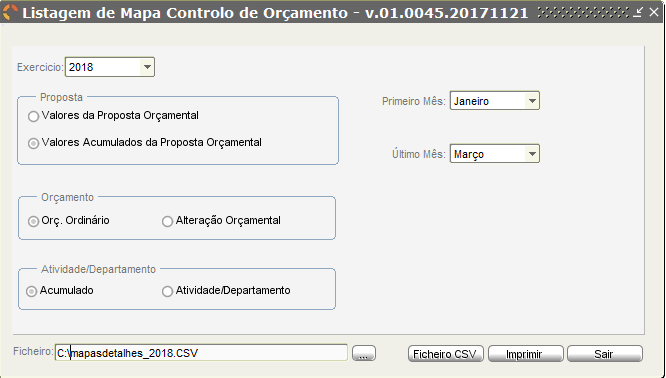 Listagem de Mapa Controlo de Orçamento - v.01.0045.20171121
Exercicio: 2018
Proposta
Valores da Proposta Orçamental
Valores Acumulados da Proposta Orçamental
Primeiro Mês: Janeiro
Último Mês: Março
Orçamento
Orç. Ordinário
Alteração Orçamental
Atividade/Departamento
Acumulado
Atividade/Departamento
Ficheiro: C:\mapasdetalhes_2018.CSV
...
Ficheiro CSV
Imprimir
Sair